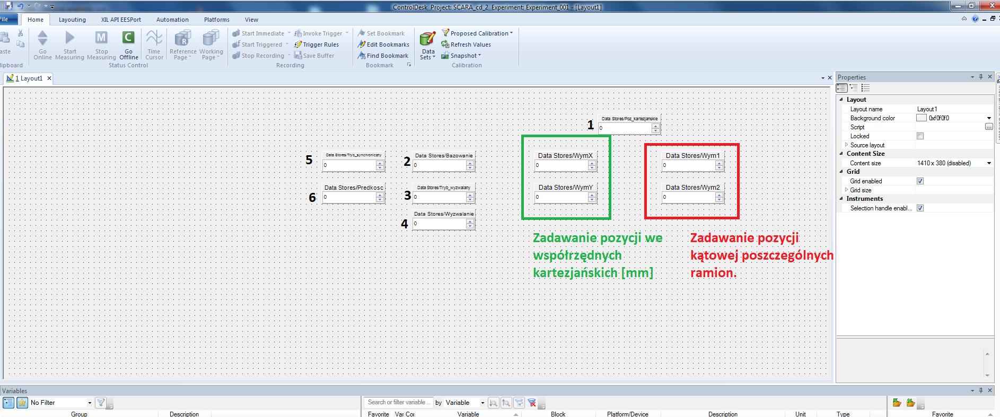 ControlDesk Project: SCARA_cd_2 Experiment: Experiment_001 - [Layout1]
File Home Layouting XIL API EESPort Automation Platforms View
Start Immediate Invoke Trigger Set Bookmark Proposed Calibration
Start Triggered Trigger Rules Edit Bookmarks Refresh Values
Stop Recording Save Buffer Find Bookmark Snapshot
aste Go Online Start Measuring Stop Measuring Go Offline Time Cursor Reference Page Working Page Data Sets
lipboard Status Control Recording Bookmark Calibration
1 Layout1
Properties
Layout
Layout name Layout1
Background color 0xf0f0f0
Script
Locked
Source layout
Content Size
Content size 1410 x 380 (disabled)
Grid
Grid enabled
Grid size
Instruments
Selection handle enabl...
1 Data Stores/Poz_kartezjanskie
0
5 Data Stores/Tryb_synchroniczny
0
2 Data Stores/Bazowanie
0
Data Stores/WymX
0
Data Stores/Wym1
0
6 Data Stores/Predkosc
0
3 Data Stores/Tryb_wyzwalany
0
Data Stores/WymY
0
Data Stores/Wym2
0
4 Data Stores/Wyzwalanie
0
Zadawanie pozycji we
współrzędnych
kartezjańskich [mm]
Zadawanie pozycji
kątowej poszczególnych
ramion.
Variables
No Filter Search or filter variable ... by Variable
Group Description Favorite Var Cor Variable Block Platform/Device Description Unit Type Favorite